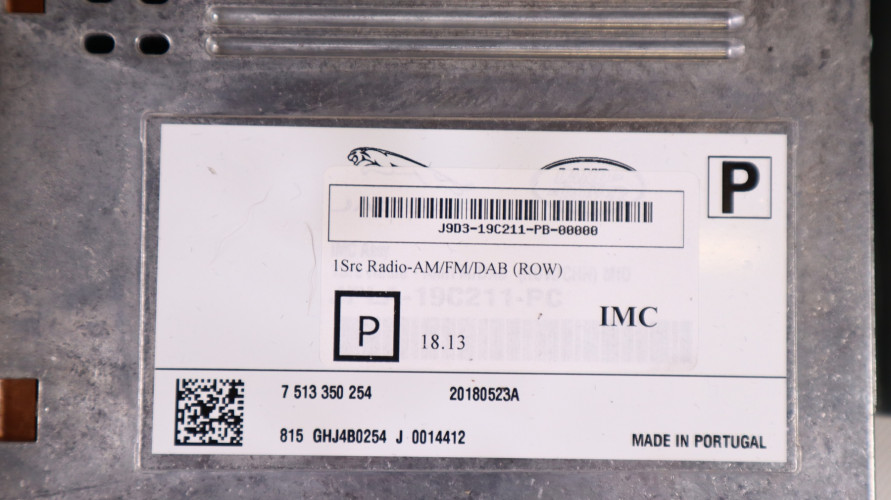 P
J9D3-19C211-PB-00000
1Src Radio-AM/FM/DAB (ROW)
-19C211-PC
P
18.13
IMC
7 513 350 254
20180523A
815 GHJ4B0254 J 0014412
MADE IN PORTUGAL